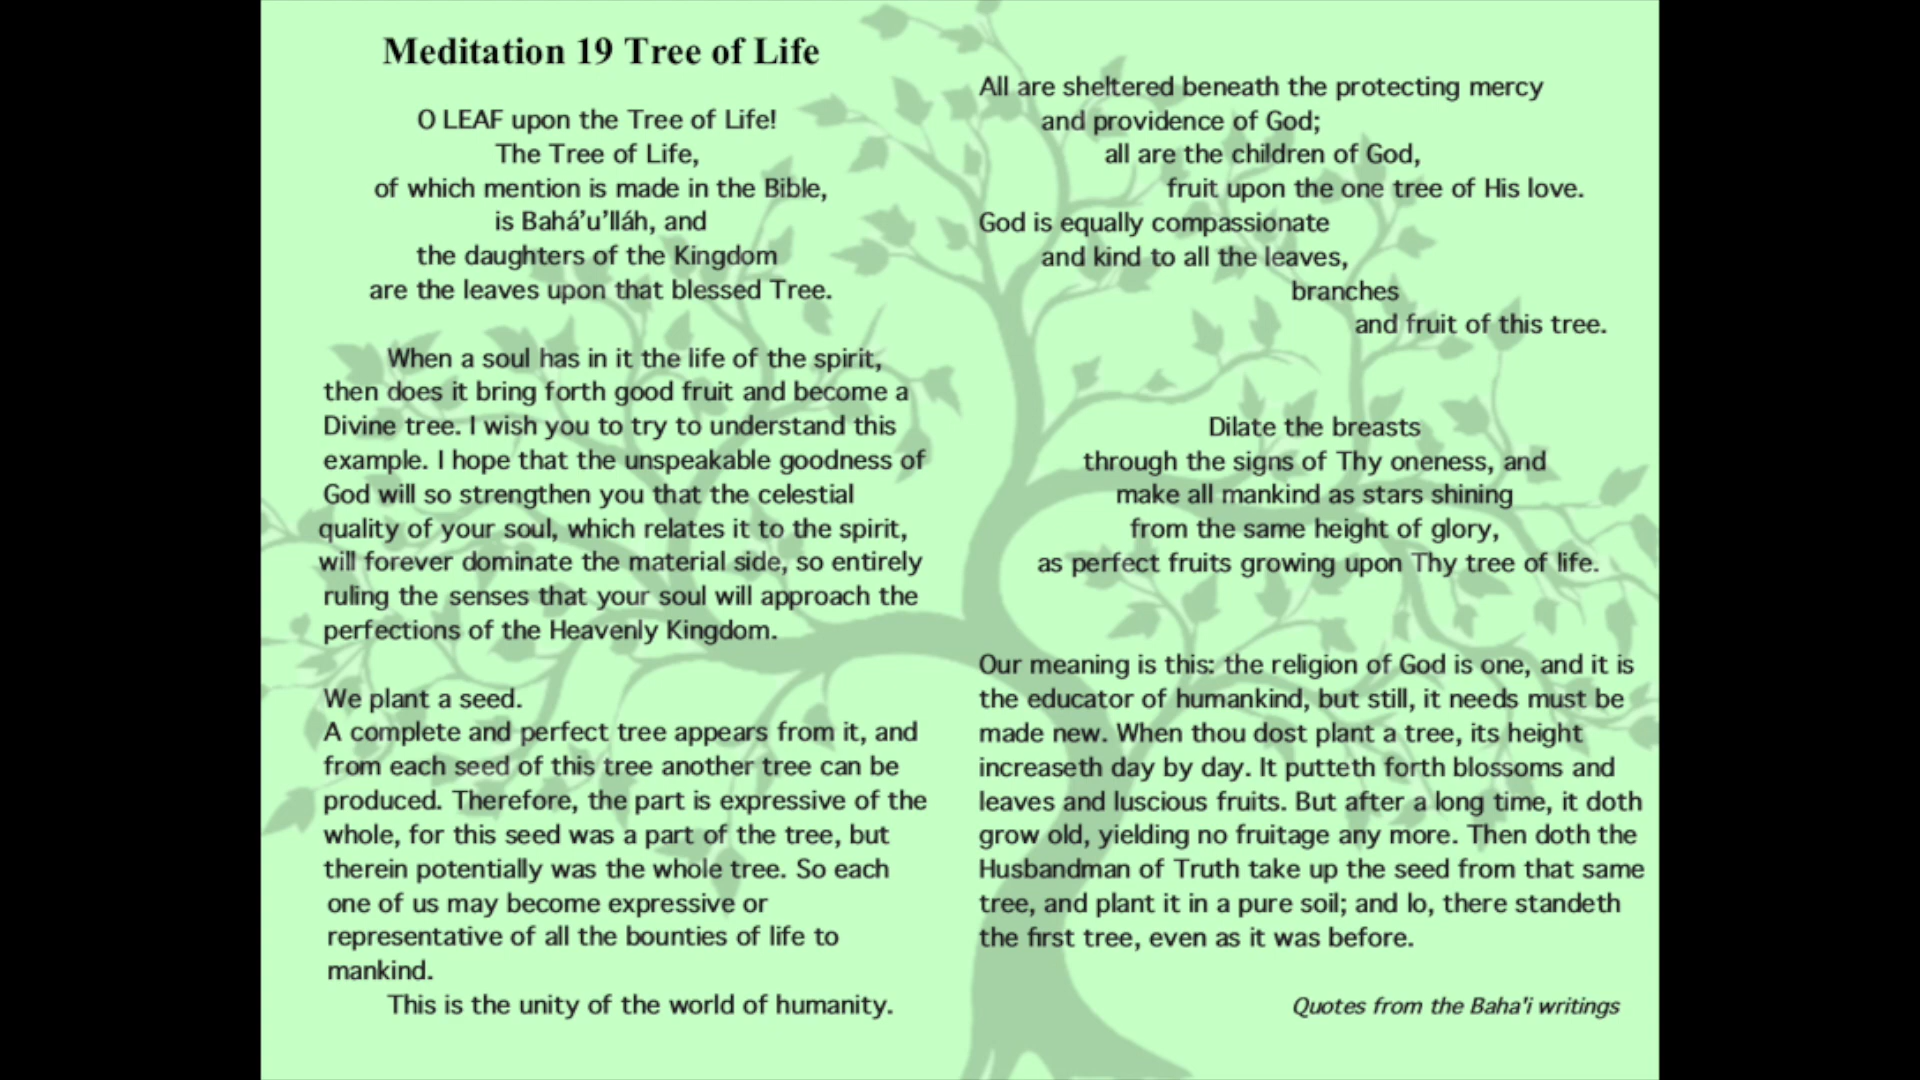 Meditation 19 Tree of Life
O LEAF upon the Tree of Life!
The Tree of Life,
of which mention is made in the Bible,
is Bahá’u’lláh, and
the daughters of the Kingdom
are the leaves upon that blessed Tree.
When a soul has in it the life of the spirit,
then does it bring forth good fruit and become a
Divine tree. I wish you to try to understand this
example. I hope that the unspeakable goodness of
God will so strengthen you that the celestial
quality of your soul, which relates it to the spirit,
will forever dominate the material side, so entirely
ruling the senses that your soul will approach the
perfections of the Heavenly Kingdom.
We plant a seed.
A complete and perfect tree appears from it, and
from each seed of this tree another tree can be
produced. Therefore, the part is expressive of the
whole, for this seed was a part of the tree, but
therein potentially was the whole tree. So each
one of us may become expressive or
representative of all the bounties of life to
mankind.
This is the unity of the world of humanity.
All are sheltered beneath the protecting mercy
and providence of God;
all are the children of God,
fruit upon the one tree of His love.
God is equally compassionate
and kind to all the leaves,
branches
and fruit of this tree.
Dilate the breasts
through the signs of Thy oneness, and
make all mankind as stars shining
from the same height of glory,
as perfect fruits growing upon Thy tree of life.
Our meaning is this: the religion of God is one, and it is
the educator of humankind, but still, it needs must be
made new. When thou dost plant a tree, its height
increaseth day by day. It putteth forth blossoms and
leaves and luscious fruits. But after a long time, it doth
grow old, yielding no fruitage any more. Then doth the
Husbandman of Truth take up the seed from that same
tree, and plant it in a pure soil; and lo, there standeth
the first tree, even as it was before.
Quotes from the Baha'i writings